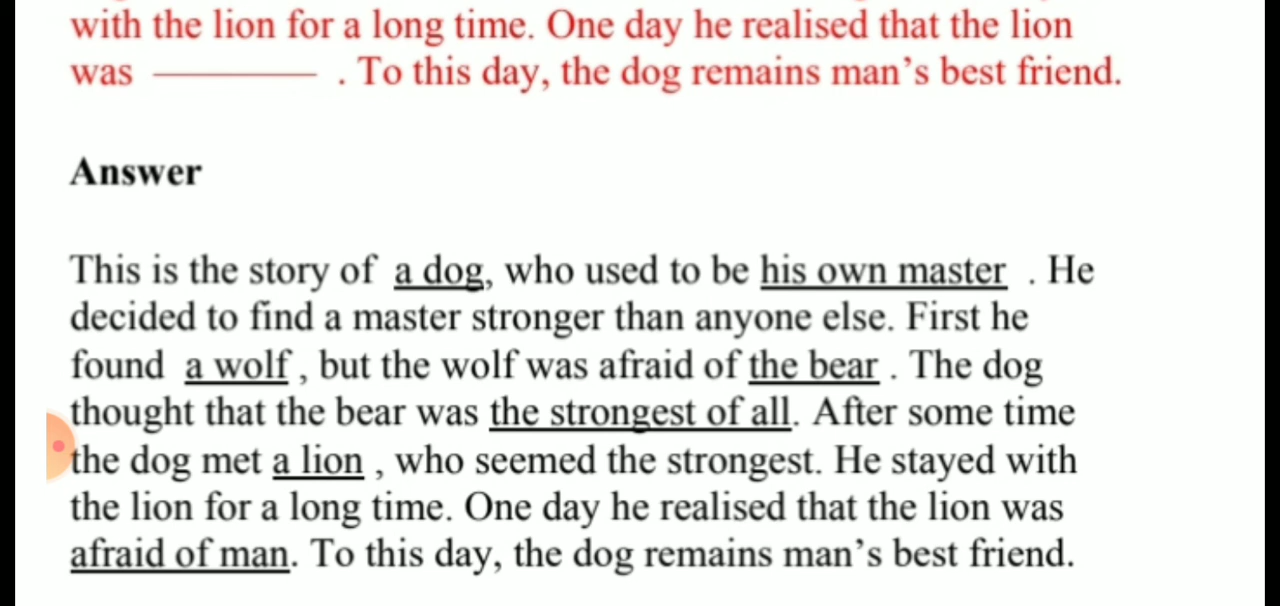 with the lion for a long time. One day he realised that the lion
was ———— . To this day, the dog remains man's best friend.
Answer
This is the story of a dog, who used to be his own master . He
decided to find a master stronger than anyone else. First he
found a wolf , but the wolf was afraid of the bear . The dog
thought that the bear was the strongest of all. After some time
the dog met a lion , who seemed the strongest. He stayed with
the lion for a long time. One day he realised that the lion was
afraid of man. To this day, the dog remains man's best friend.